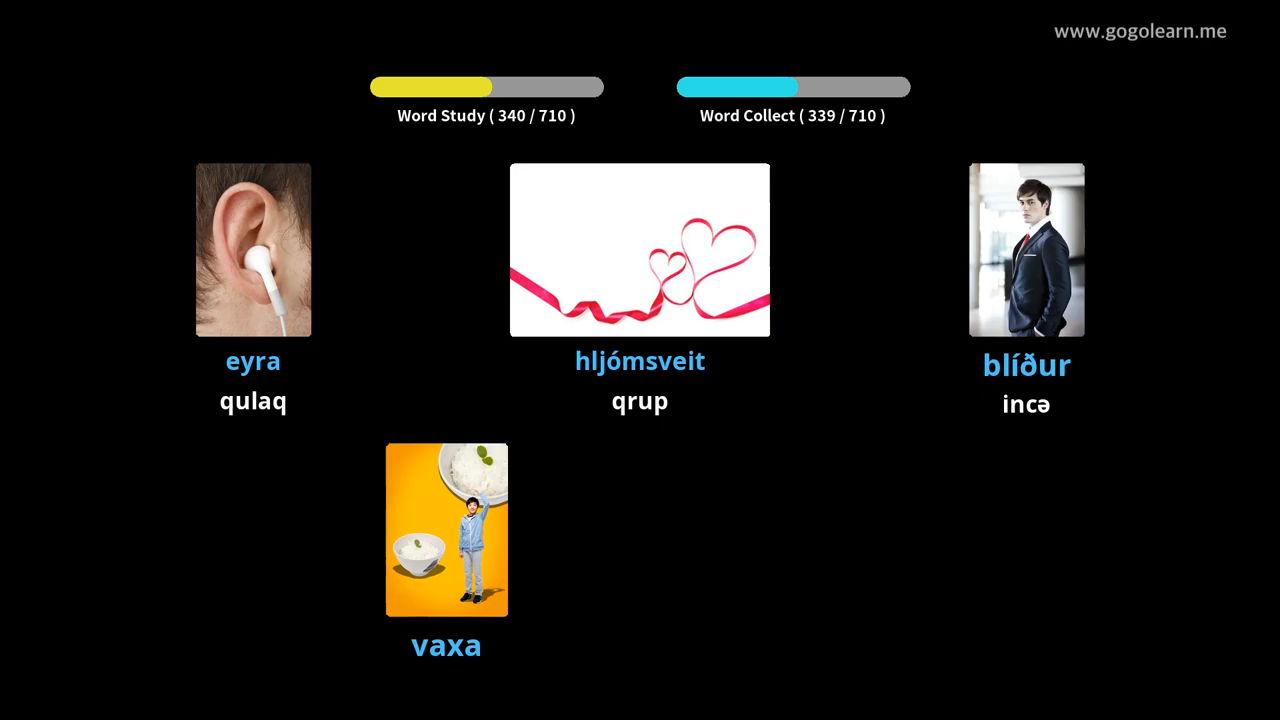 www.gogolearn.me
Word Study ( 340 / 710 )
Word Collect ( 339 / 710 )
eyra
qulaq
hljómsveit
qrup
blíður
incə
vaxa